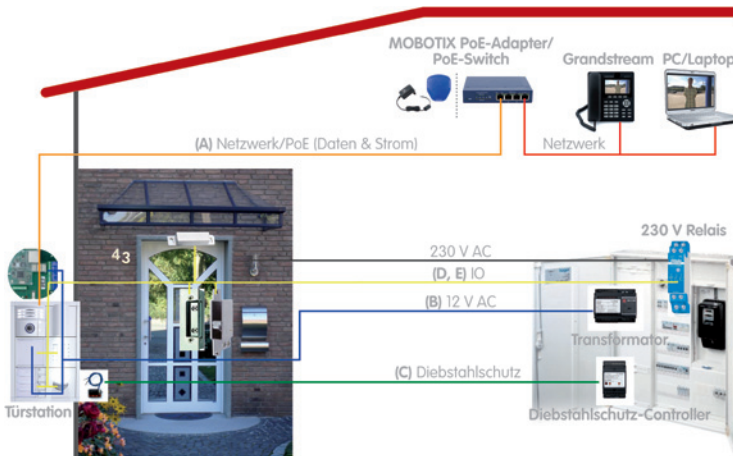 MOBOTIX PoE-Adapter/
PoE-Switch
Grandstream
PC/Laptop
(A) Netzwerk/PoE (Daten & Strom)
Netzwerk
43
230 V Relais
230 V AC
(D, E) IO
(B) 12 V AC
Transformator
(C) Diebstahlschutz
Türstation
Diebstahlschutz-Controller